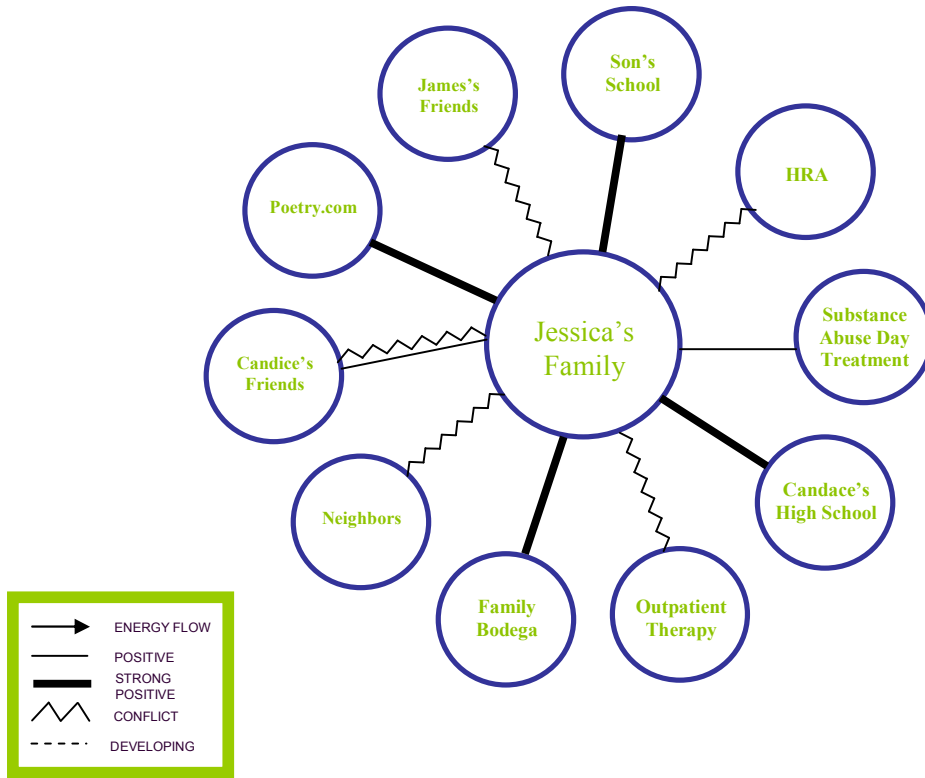 Son's
School
James's
Friends
HRA
Poetry.com
Substance
Abuse Day
Treatment
Jessica's
Family
Candice's
Friends
Candace's
High School
Neighbors
Family
Bodega
Outpatient
Therapy
ENERGY FLOW
POSITIVE
STRONG
POSITIVE
CONFLICT
DEVELOPING